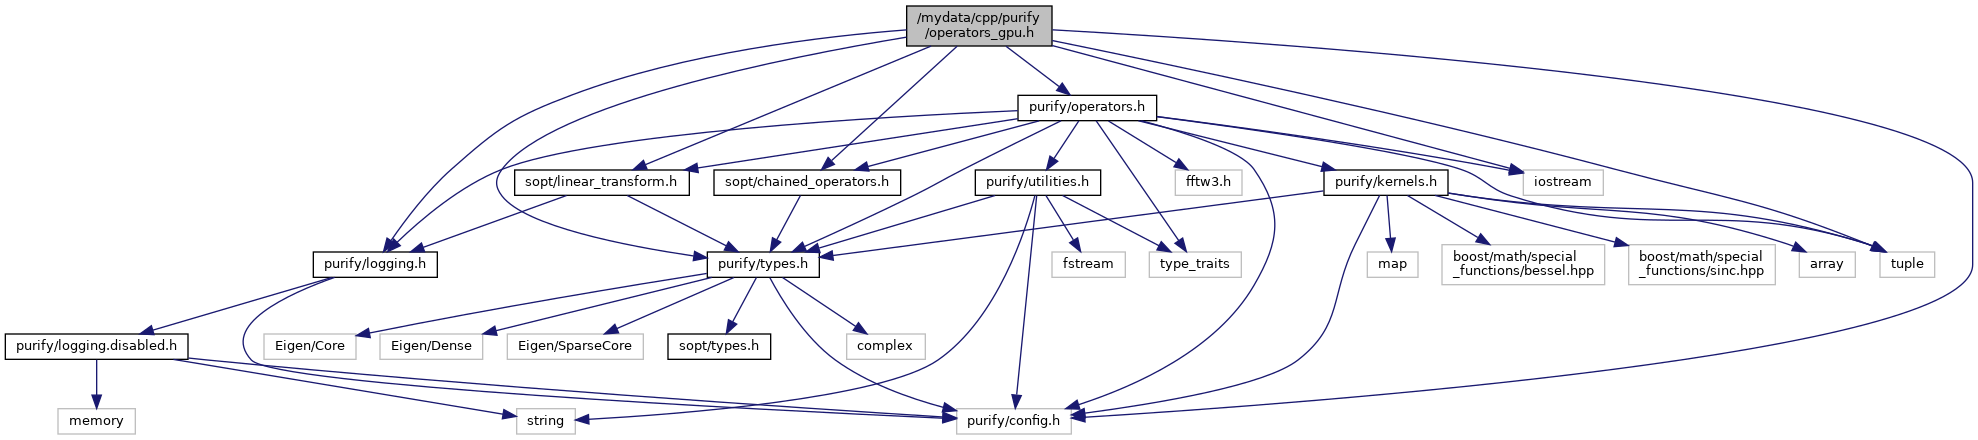 /mydata/cpp/purify
/operators_gpu.h
purify/operators.h
sopt/linear_transform.h
sopt/chained_operators.h
purify/utilities.h
fftw3.h
purify/kernels.h
iostream
purify/logging.h
purify/types.h
fstream
type_traits
map
boost/math/special
_functions/bessel.hpp
boost/math/special
_functions/sinc.hpp
array
tuple
purify/logging.disabled.h
Eigen/Core
Eigen/Dense
Eigen/SparseCore
sopt/types.h
complex
memory
string
purify/config.h